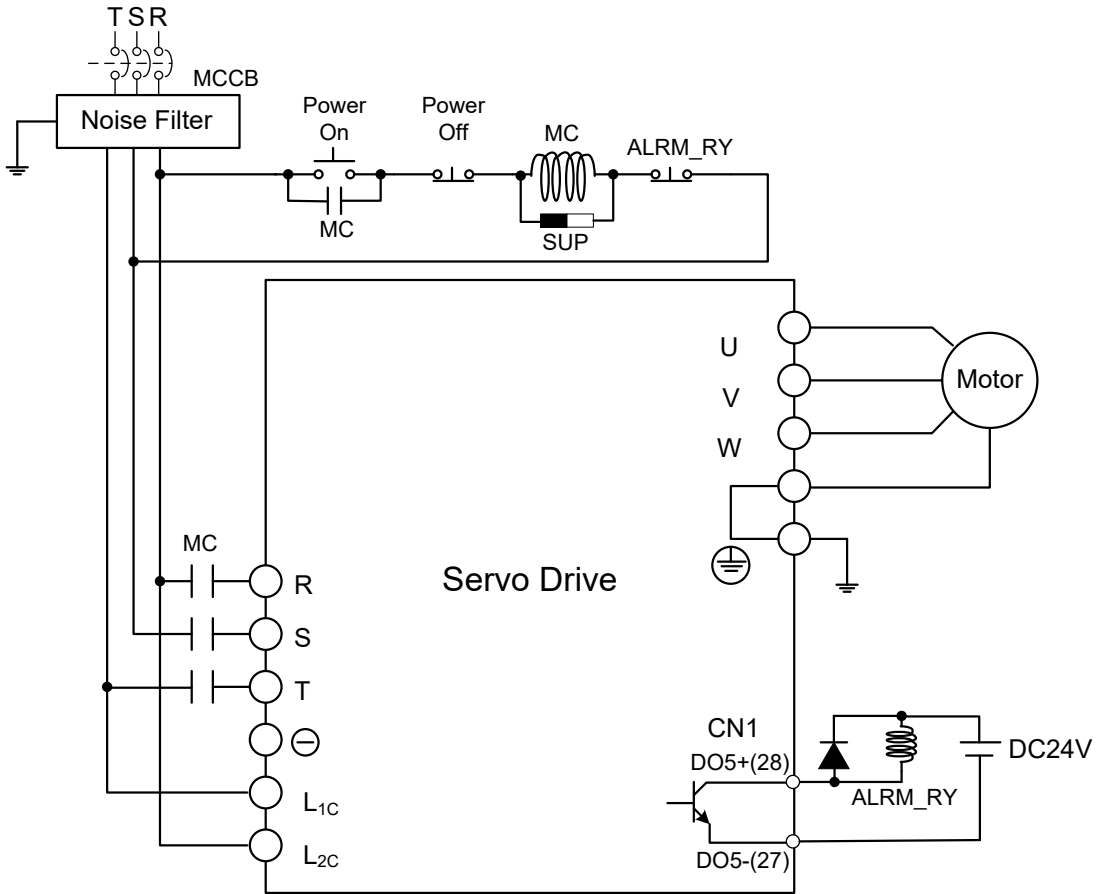 T S R
MCCB
Noise Filter
Power
On
Power
Off
MC
ALRM_RY
MC
SUP
U
V
W
Motor
MC
R
S
T
Servo Drive
L1C
L2C
CN1
DO5+(28)
DO5-(27)
ALRM_RY
DC24V